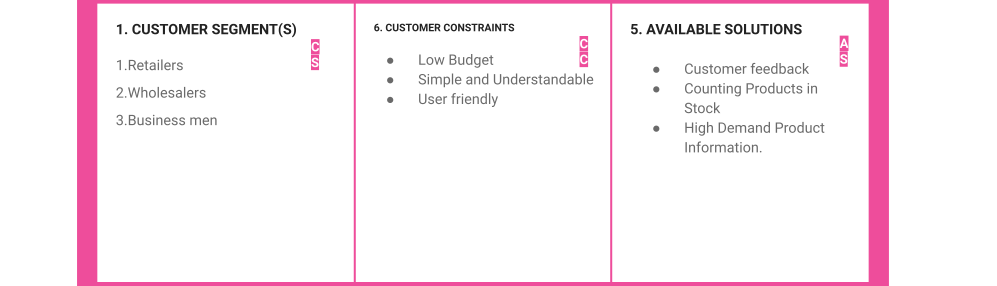 1. CUSTOMER SEGMENT(S)
C
S
1.Retailers
2.Wholesalers
3.Business men
6. CUSTOMER CONSTRAINTS
C
C
● Low Budget
● Simple and Understandable
● User friendly
5. AVAILABLE SOLUTIONS
A
S
● Customer feedback
● Counting Products in
Stock
● High Demand Product
Information.